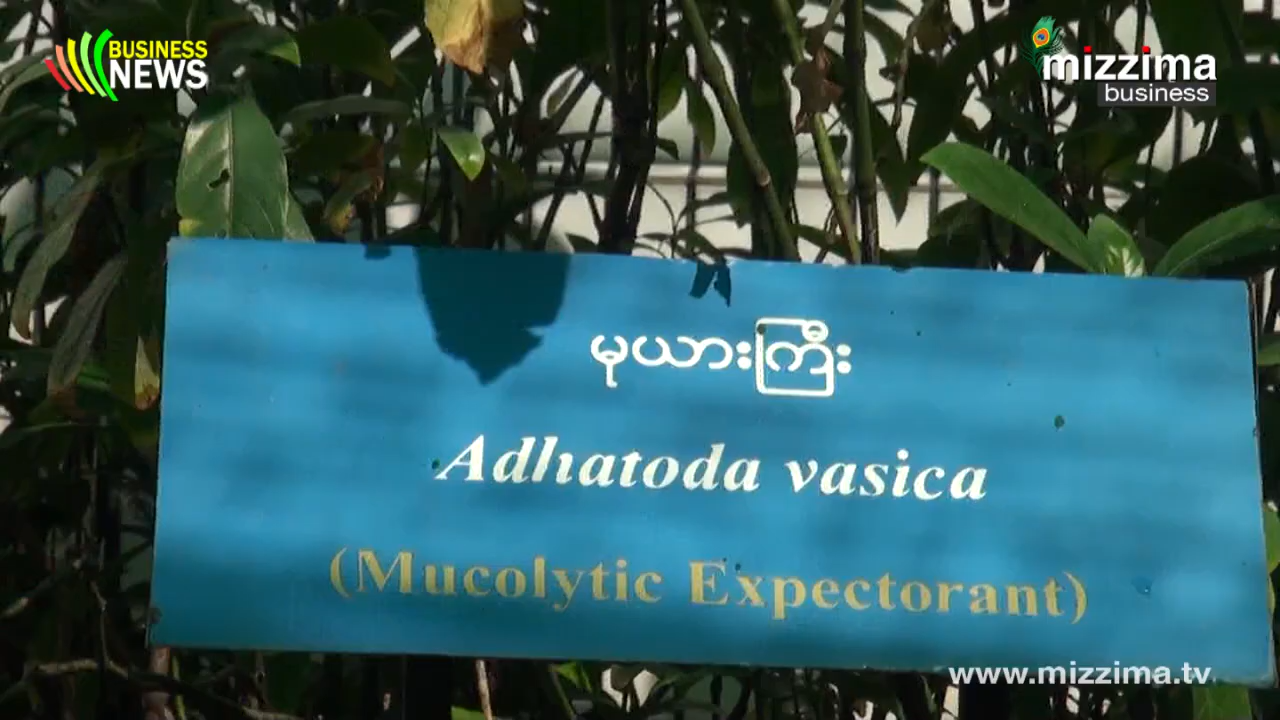 BUSINESS
NEWS
mizzima
business
မုယားကြီး
Adhatoda vasica
(Mucolytic Expectorant)
www.mizzima.tv